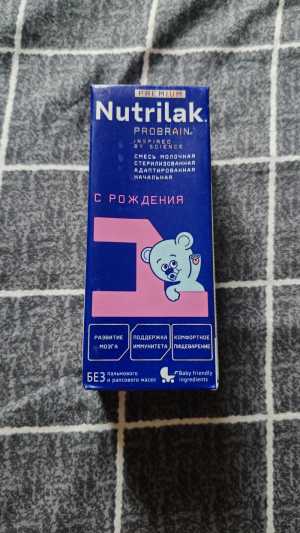 PREMIUM
Nutrilak
PROBRAIN
INSPIRED
BY SCIENCE
СМЕСЬ МОЛОЧНАЯ
СТЕРИЛИЗОВАННАЯ
АДАПТИРОВАННАЯ
НАЧАЛЬНАЯ
С РОЖДЕНИЯ
1
РАЗВИТИЕ
МОЗГА
ПОДДЕРЖКА
ИММУНИТЕТА
КОМФОРТНОЕ
ПИЩЕВАРЕНИЕ
БЕЗ пальмового
и рапсового масел
Baby friendly
ingredients